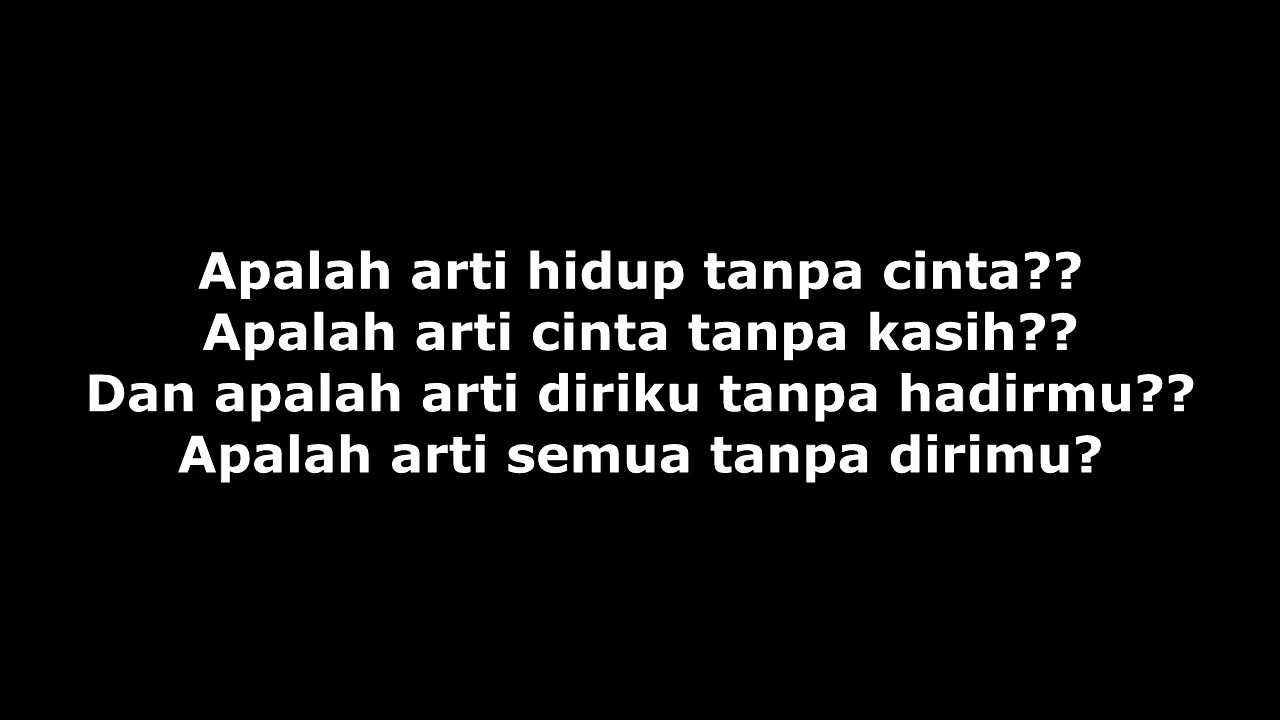 Apalah arti hidup tanpa cinta??
Apalah arti cinta tanpa kasih??
Dan apalah arti diriku tanpa hadirmu??
Apalah arti semua tanpa dirimu?